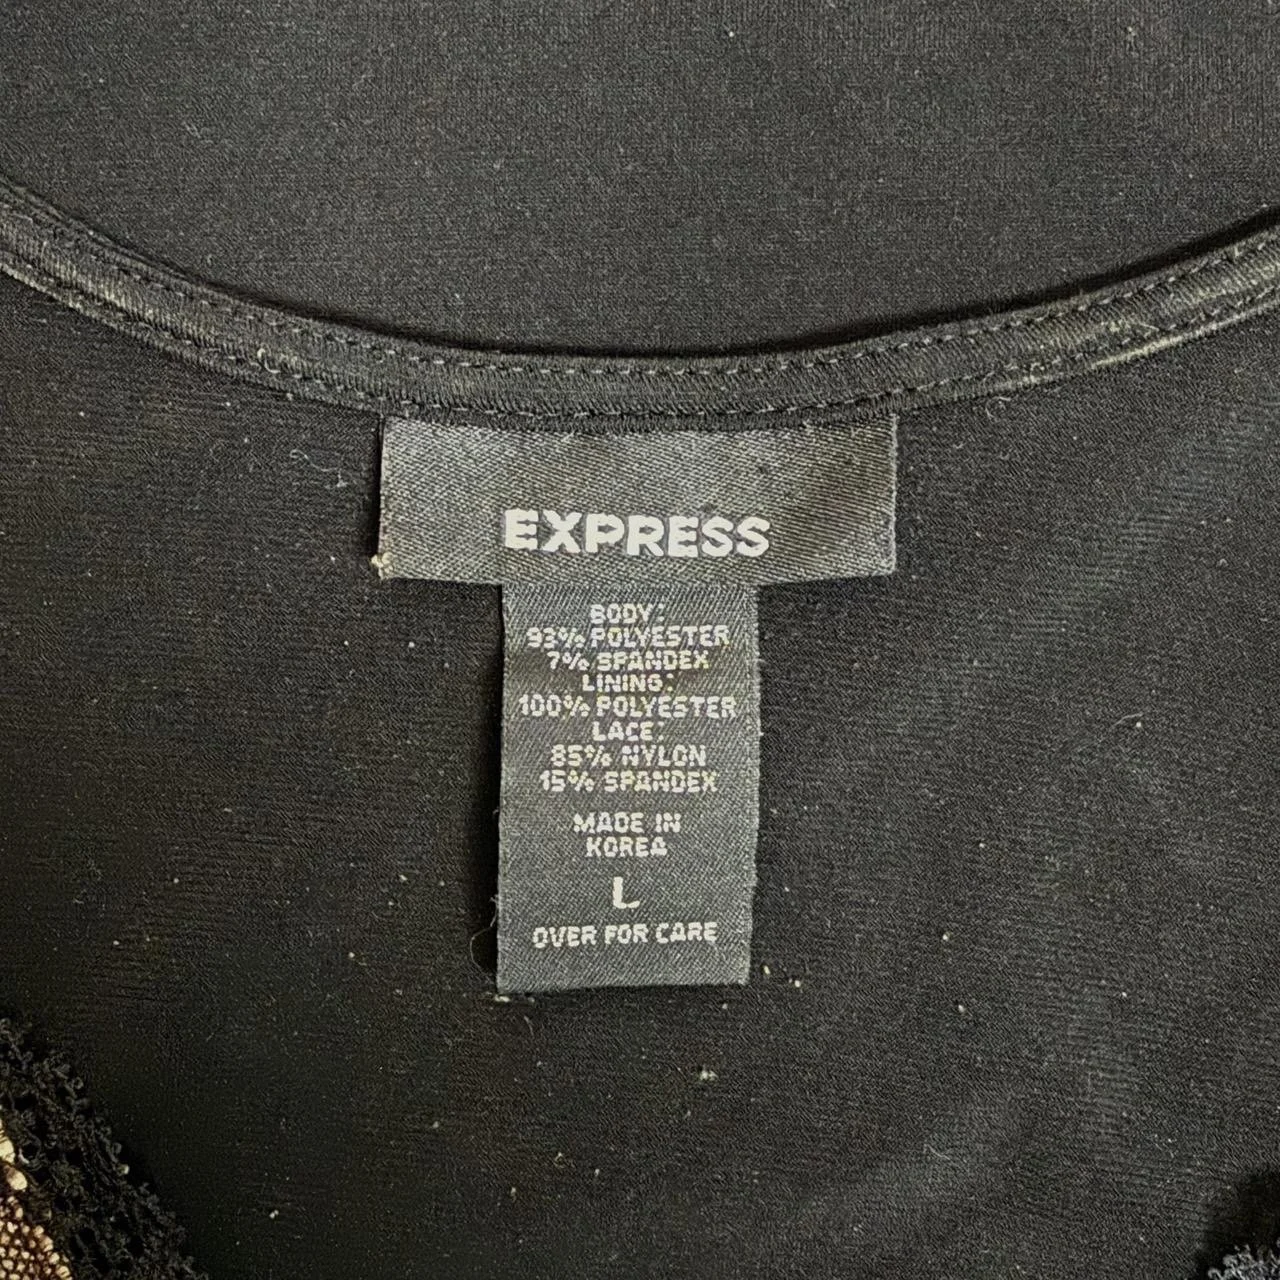 EXPRESS
BODY:
93% POLYESTER
7% SPANDEX
LINING:
100% POLYESTER
LACE:
85% NYLON
15% SPANDEX
MADE IN
KOREA
L
OVER FOR CARE